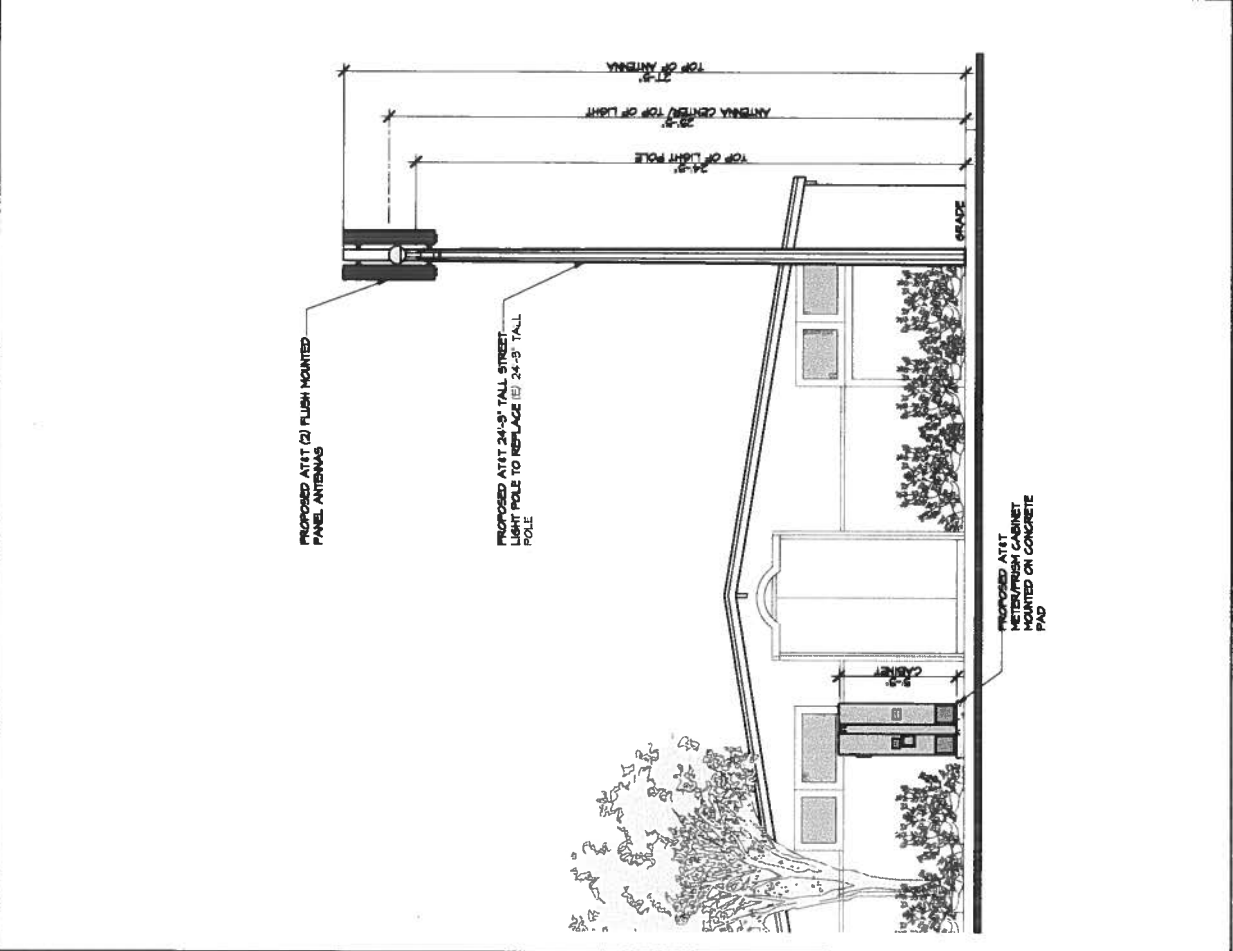 TOP OF ANTENNA
ANTENNA CENTER/ TOP OF LIGHT
TOP OF LIGHT POLE
GRADE
PROPOSED AT&T (2) FLUSH MOUNTED
PANEL ANTENNAS
PROPOSED AT&T 24'-3" TALL STREET
LIGHT POLE TO REPLACE (E) 24'-3" TALL
POLE
CABINET
PROPOSED AT&T
METER/PRISM CABINET
MOUNTED ON CONCRETE
PAD